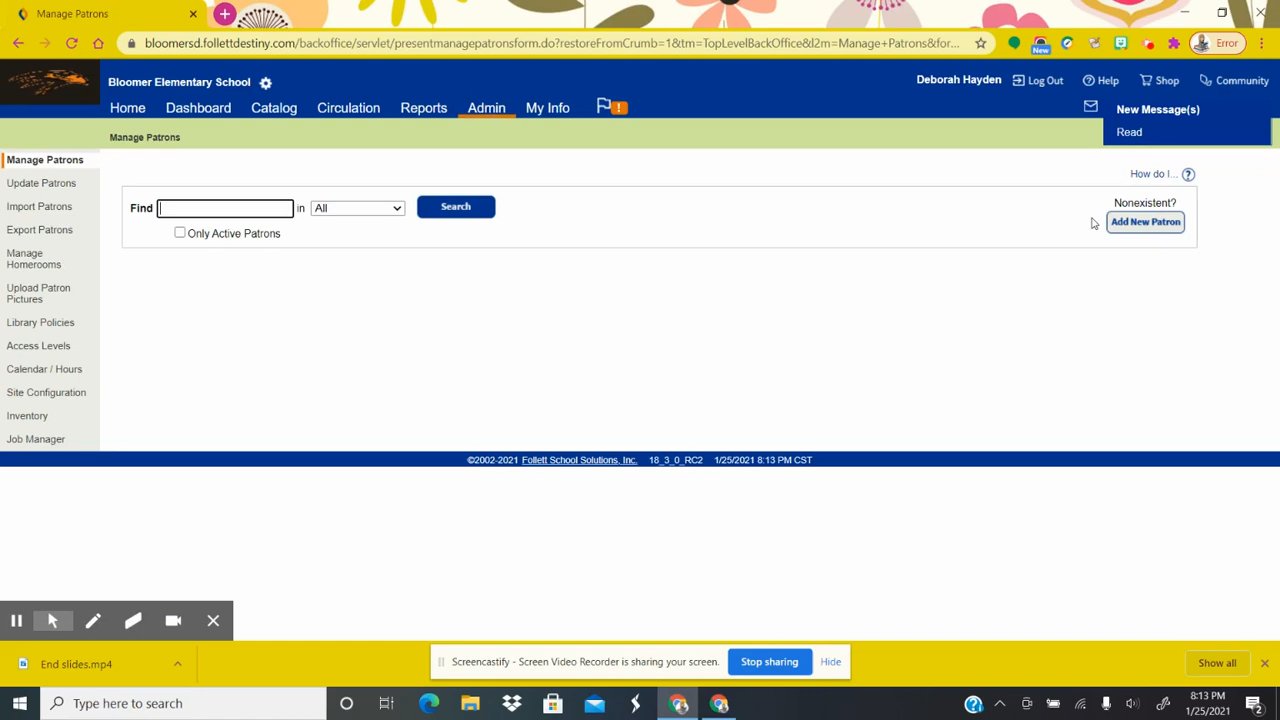 Manage Patrons
bloomersd.follettdestiny.com/backoffice/servlet/presentmanagepatronsform.do?restoreFromCrumb=1&tm=TopLevelBackOffice&l2m=Manage+Patrons&for...
New
Error
Bloomer Elementary School
Deborah Hayden
Log Out
Help
Shop
Community
Home
Dashboard
Catalog
Circulation
Reports
Admin
My Info
!
New Message(s)
Read
Manage Patrons
Manage Patrons
Update Patrons
Import Patrons
Export Patrons
Manage
Homerooms
Upload Patron
Pictures
Library Policies
Access Levels
Calendar / Hours
Site Configuration
Inventory
Job Manager
How do I... ?
Find
in
All
Search
Only Active Patrons
Nonexistent?
Add New Patron
©2002-2021 Follett School Solutions, Inc. 18_3_0_RC2 1/25/2021 8:13 PM CST
End slides.mp4
Screencastify - Screen Video Recorder is sharing your screen.
Stop sharing
Hide
Show all
Type here to search
8:13 PM
1/25/2021
2